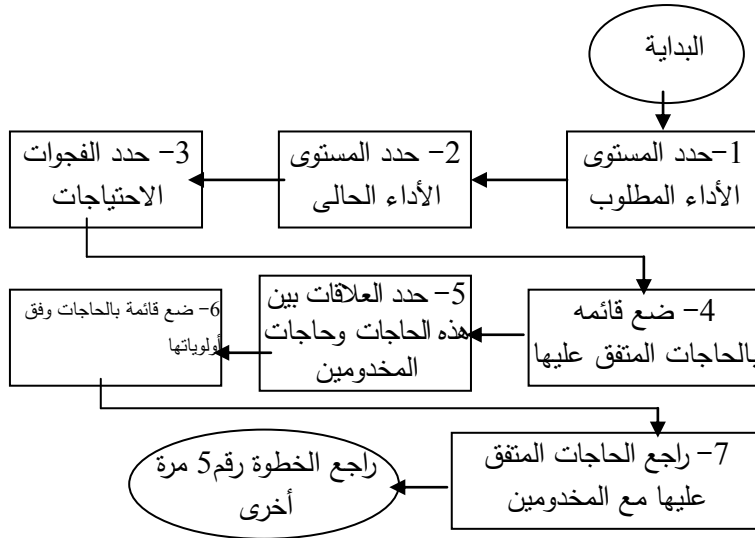 البداية
1-حدد المستوى
الأداء المطلوب
2- حدد المستوى
الأداء الحالى
3- حدد الفجوات
الاحتياجات
4- ضع قائمه
بالحاجات المتفق عليها
5- حدد العلاقات بين
هذه الحاجات وحاجات
المخدومين
6- ضع قائمة بالحاجات وفق
أولوياتها
7- راجع الحاجات المتفق
عليها مع المخدومين
راجع الخطوة رقم5 مرة
أخرى